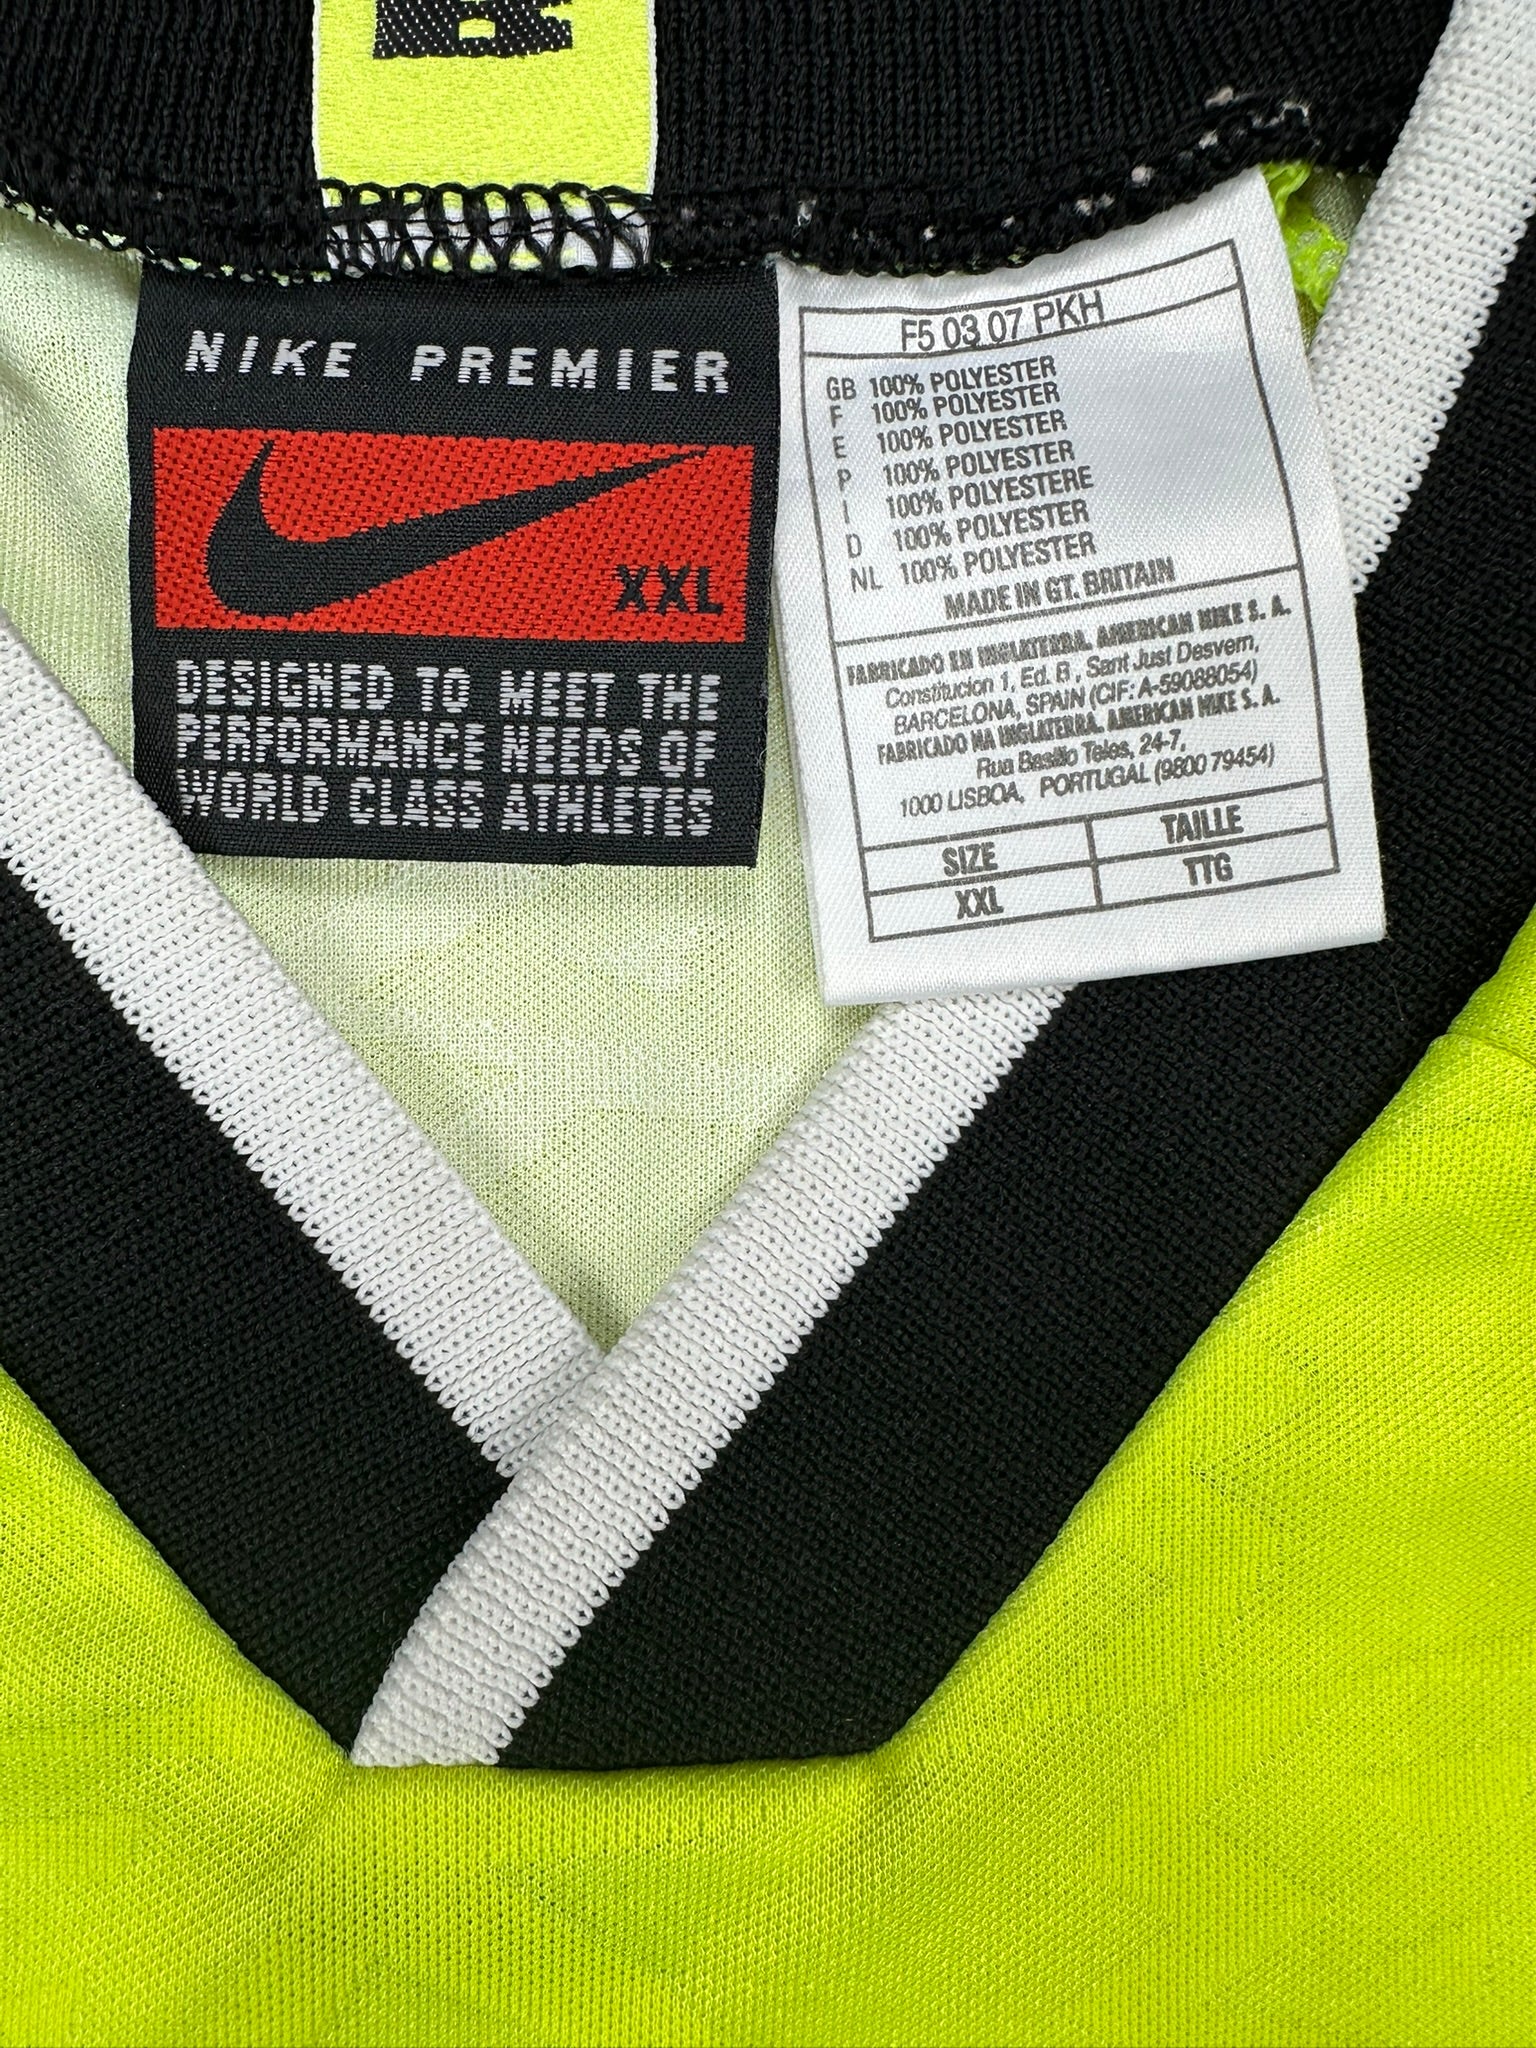 NIKE PREMIER
XXL
DESIGNED TO MEET THE
PERFORMANCE NEEDS OF
WORLD CLASS ATHLETES
F5 03 07 PKH
GB 100% POLYESTER
F 100% POLYESTER
E 100% POLYESTER
P 100% POLYESTER
I 100% POLYESTERE
D 100% POLYESTER
NL 100% POLYESTER
MADE IN GT. BRITAIN
FABRICADO EN INGLATERRA. AMERICAN NIKE S. A.
Constitucion 1, Ed. B, Sant Just Desvern,
BARCELONA, SPAIN (CIF: A-59088054)
FABRICADO NA INGLATERRA. AMERICAN NIKE S. A.
Rua Basilio Teles, 24-7,
1000 LISBOA, PORTUGAL (9800 79454)
SIZE TAILLE
XXL TTG